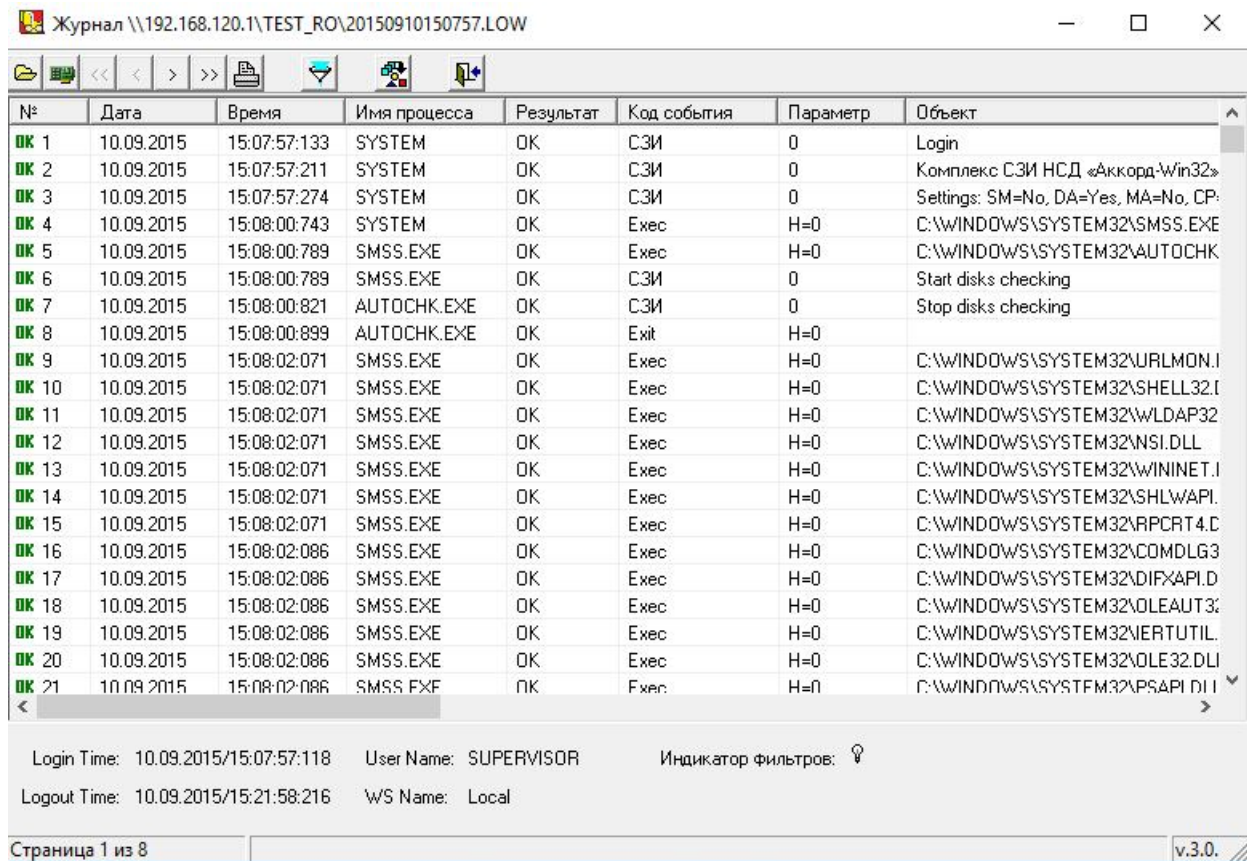 Журнал \\192.168.120.1\TEST_RO\20150910150757.LOW
<< < > >>
№ Дата Время Имя процесса Результат Код события Параметр Объект
OK 1 10.09.2015 15:07:57:133 SYSTEM OK СЗИ 0 Login
OK 2 10.09.2015 15:07:57:211 SYSTEM OK СЗИ 0 Комплекс СЗИ НСД «Аккорд-Win32»
OK 3 10.09.2015 15:07:57:274 SYSTEM OK СЗИ 0 Settings: SM=No, DA=Yes, MA=No, CP
OK 4 10.09.2015 15:08:00:743 SYSTEM OK Exec H=0 C:\WINDOWS\SYSTEM32\SMSS.EXE
OK 5 10.09.2015 15:08:00:789 SMSS.EXE OK Exec H=0 C:\WINDOWS\SYSTEM32\AUTOCHK
OK 6 10.09.2015 15:08:00:789 SMSS.EXE OK СЗИ 0 Start disks checking
OK 7 10.09.2015 15:08:00:821 AUTOCHK.EXE OK СЗИ 0 Stop disks checking
OK 8 10.09.2015 15:08:00:899 AUTOCHK.EXE OK Exit H=0
OK 9 10.09.2015 15:08:02:071 SMSS.EXE OK Exec H=0 C:\WINDOWS\SYSTEM32\URLMON.
OK 10 10.09.2015 15:08:02:071 SMSS.EXE OK Exec H=0 C:\WINDOWS\SYSTEM32\SHELL32.
OK 11 10.09.2015 15:08:02:071 SMSS.EXE OK Exec H=0 C:\WINDOWS\SYSTEM32\WLDAP32
OK 12 10.09.2015 15:08:02:071 SMSS.EXE OK Exec H=0 C:\WINDOWS\SYSTEM32\NSI.DLL
OK 13 10.09.2015 15:08:02:071 SMSS.EXE OK Exec H=0 C:\WINDOWS\SYSTEM32\WININET.
OK 14 10.09.2015 15:08:02:071 SMSS.EXE OK Exec H=0 C:\WINDOWS\SYSTEM32\SHLWAPI.
OK 15 10.09.2015 15:08:02:071 SMSS.EXE OK Exec H=0 C:\WINDOWS\SYSTEM32\RPCRT4.
OK 16 10.09.2015 15:08:02:086 SMSS.EXE OK Exec H=0 C:\WINDOWS\SYSTEM32\COMDLG3
OK 17 10.09.2015 15:08:02:086 SMSS.EXE OK Exec H=0 C:\WINDOWS\SYSTEM32\DIFXAPI.D
OK 18 10.09.2015 15:08:02:086 SMSS.EXE OK Exec H=0 C:\WINDOWS\SYSTEM32\OLEAUT32
OK 19 10.09.2015 15:08:02:086 SMSS.EXE OK Exec H=0 C:\WINDOWS\SYSTEM32\IERTUTIL.
OK 20 10.09.2015 15:08:02:086 SMSS.EXE OK Exec H=0 C:\WINDOWS\SYSTEM32\OLE32.DLL
OK 21 10.09.2015 15:08:02:086 SMSS.EXE OK Exec H=0 C:\WINDOWS\SYSTEM32\PSAPI.DLL
Login Time: 10.09.2015/15:07:57:118 User Name: SUPERVISOR Индикатор фильтров:
Logout Time: 10.09.2015/15:21:58:216 WS Name: Local
Страница 1 из 8 v.3.0.